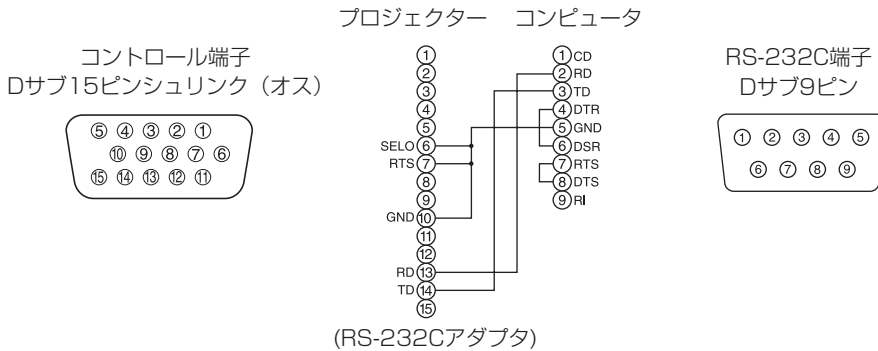 プロジェクター コンピュータ
コントロール端子
Dサブ15ピンシュリンク（オス）
⑤ ④ ③ ② ①
⑩ ⑨ ⑧ ⑦ ⑥
⑮ ⑭ ⑬ ⑫ ⑪
①
②
③
④
⑤
SELO ⑥
RTS ⑦
⑧
⑨
GND ⑩
⑪
⑫
RD ⑬
TD ⑭
⑮
① CD
② RD
③ TD
④ DTR
⑤ GND
⑥ DSR
⑦ RTS
⑧ DTS
⑨ RI
(RS-232Cアダプタ)
RS-232C端子
Dサブ9ピン
① ② ③ ④ ⑤
⑥ ⑦ ⑧ ⑨